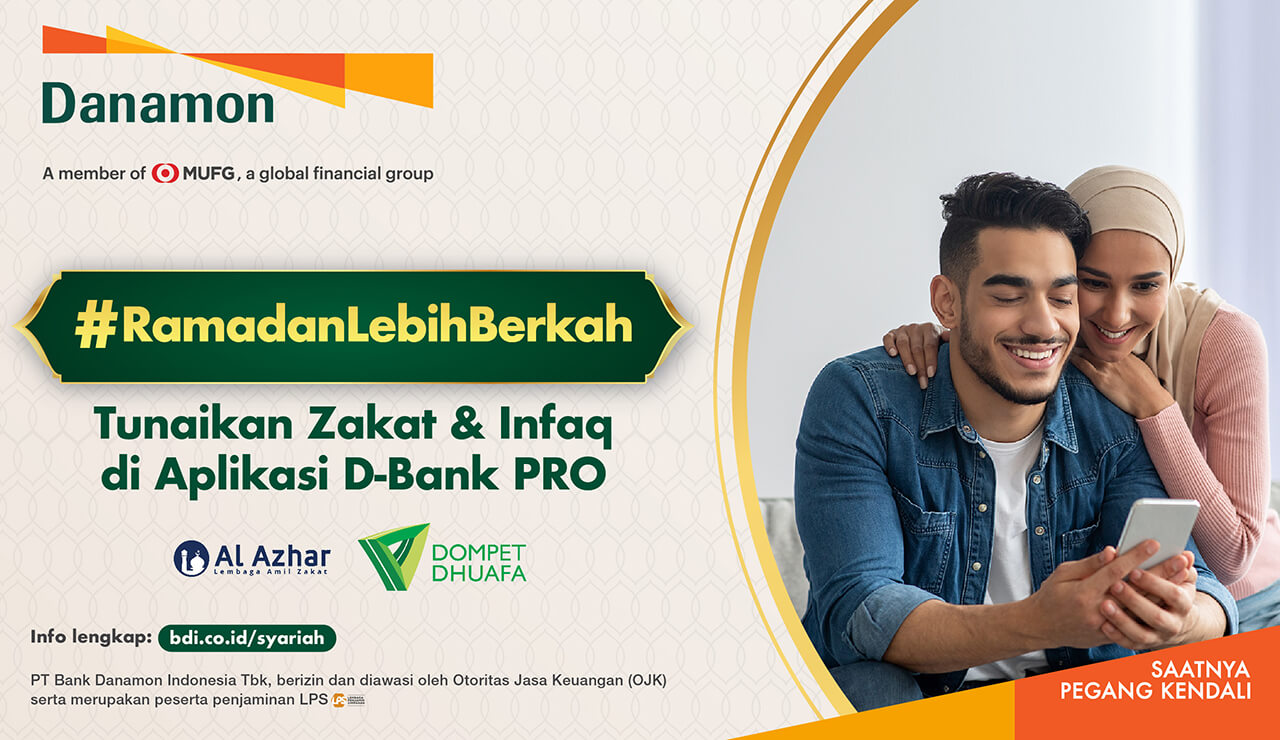 Danamon
A member of MUFG, a global financial group
#RamadanLebihBerkah
Tunaikan Zakat & Infaq
di Aplikasi D-Bank PRO
Al Azhar
Lembaga Amil Zakat
DOMPET
DHUAFA
Info lengkap: bdi.co.id/syariah
PT Bank Danamon Indonesia Tbk, berizin dan diawasi oleh Otoritas Jasa Keuangan (OJK)
serta merupakan peserta penjaminan LPS LPS
SAATNYA
PEGANG KENDALI